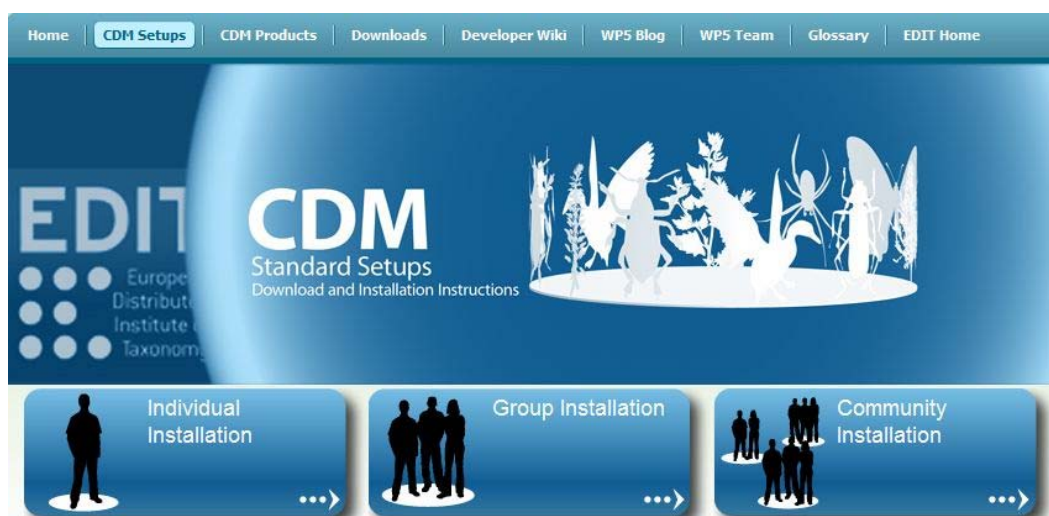 Home CDM Setups CDM Products Downloads Developer Wiki WP5 Blog WP5 Team Glossary EDIT Home
EDIT
Europe
Distribut
Institute
Taxonom
CDM
Standard Setups
Download and Installation Instructions
Individual
Installation
Group Installation
Community
Installation